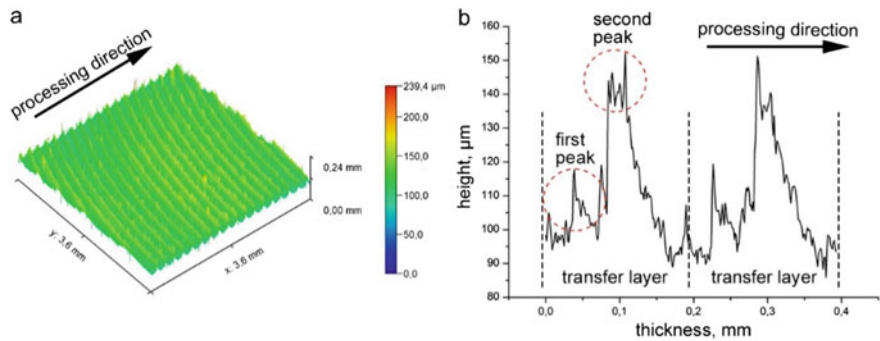 a
processing direction
239,4 µm
200,0
150,0
100,0
50,0
0,0
0,24 mm
0,00 mm
y: 3.6 mm
x: 3,6 mm
b
second
peak
processing direction
first
peak
transfer layer
transfer layer
height, µm
160
150
140
130
120
110
100
90
80
0,0
0,1
0,2
0,3
0,4
thickness, mm